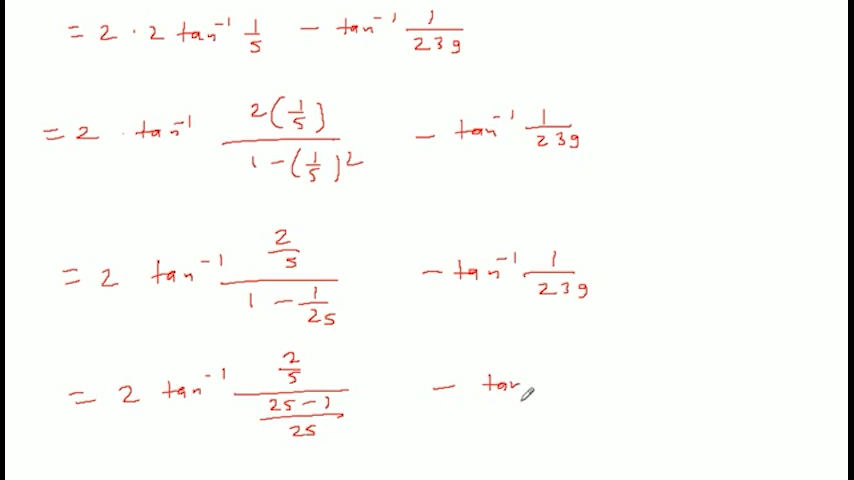 = 2 · 2 tan⁻¹ 1/5 − tan⁻¹ 1/239
= 2 · tan⁻¹ (2(1/5))/(1 − (1/5)²) − tan⁻¹ 1/239
= 2 tan⁻¹ (2/5)/(1 − 1/25) − tan⁻¹ 1/239
= 2 tan⁻¹ (2/5)/((25 − 1)/25) − tan